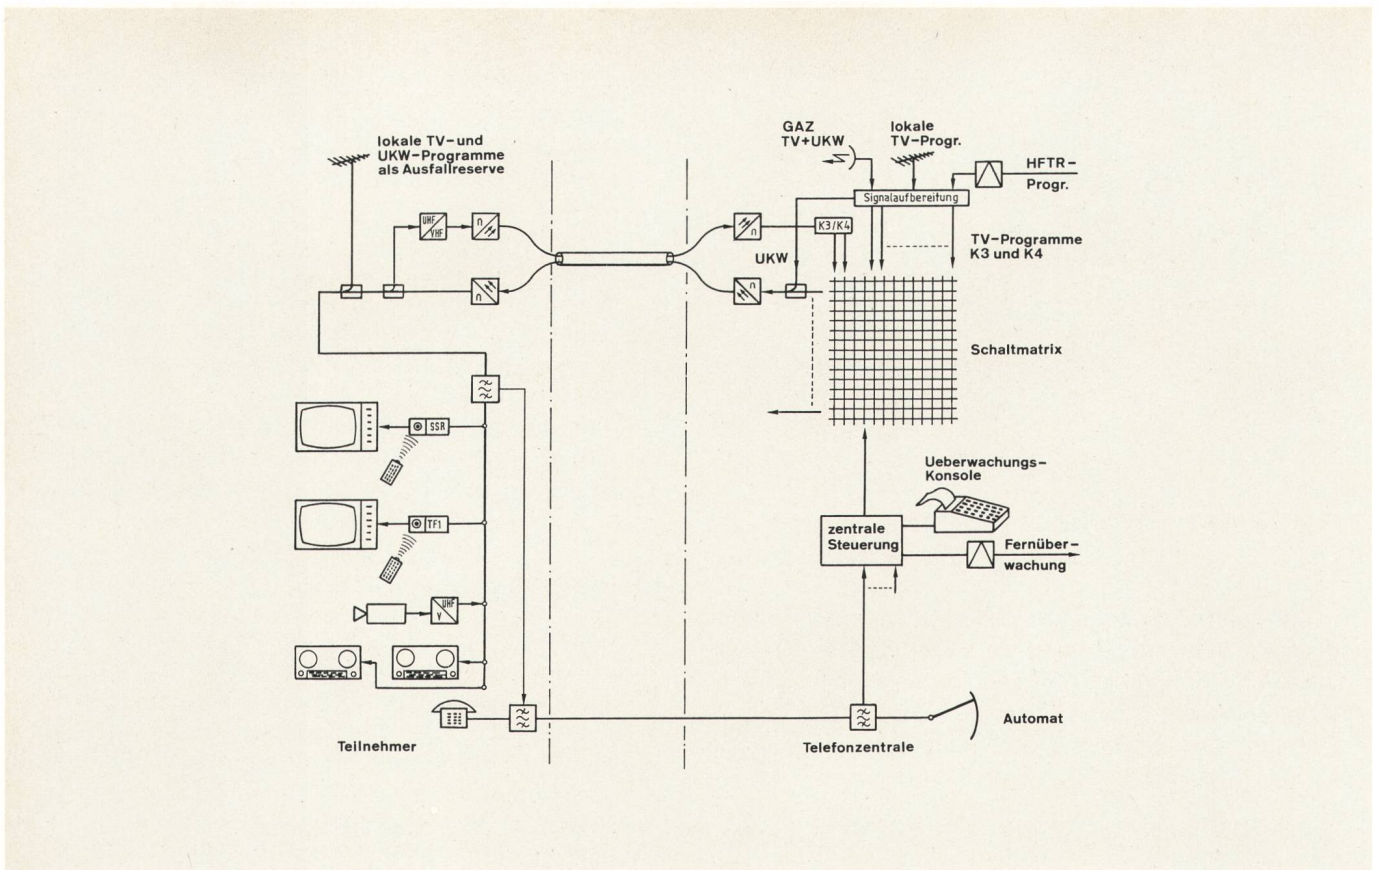 lokale TV-und
UKW-Programme
als Ausfallreserve
GAZ
TV+UKW
lokale
TV-Progr.
HFTR-
Progr.
Signalaufbereitung
UHF
VHF
n
n
n
K3/K4
TV-Programme
K3 und K4
UKW
n
Schaltmatrix
SSR
Ueberwachungs-
Konsole
TF1
zentrale
Steuerung
Fernüber-
wachung
UHF
V
Automat
Teilnehmer
Telefonzentrale